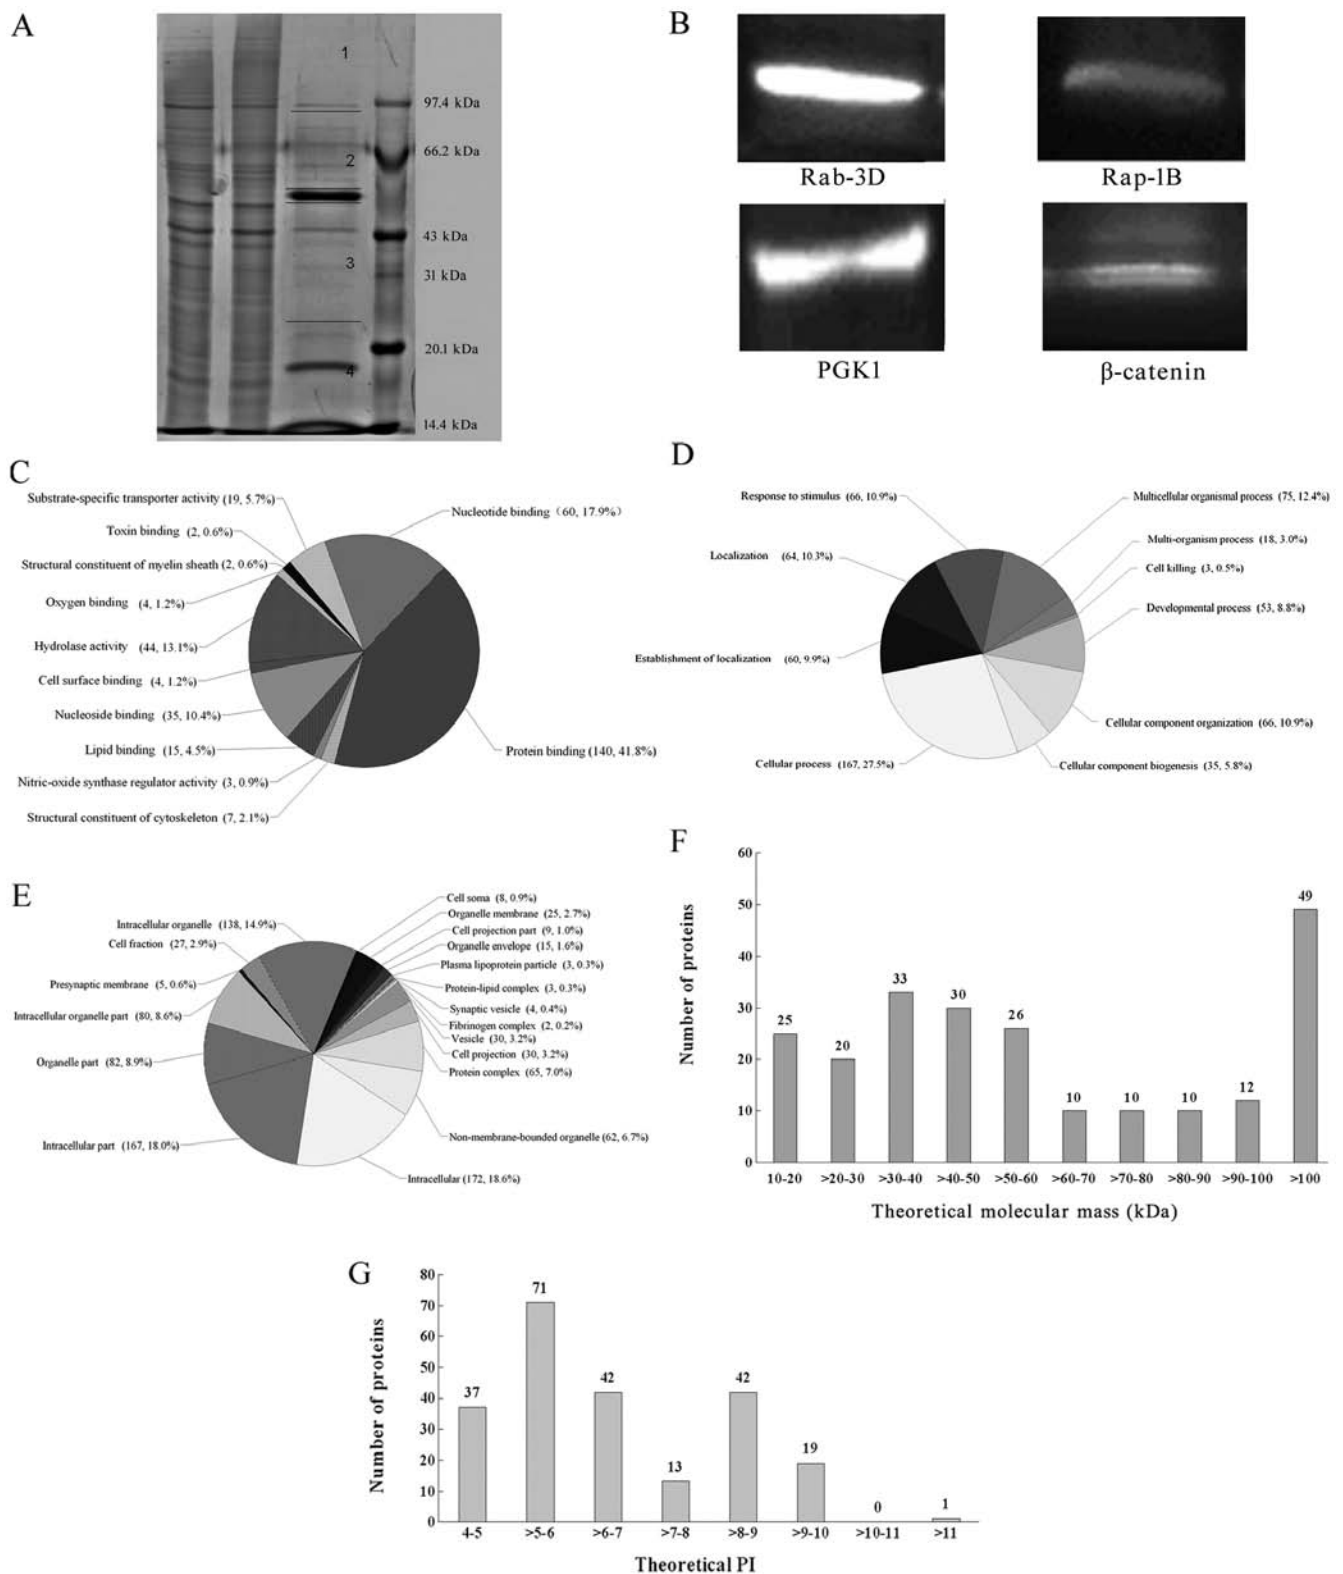 A
1
2
3
4
97.4 kDa
66.2 kDa
43 kDa
31 kDa
20.1 kDa
14.4 kDa
B
Rab-3D
Rap-1B
PGK1
β-catenin
C
Substrate-specific transporter activity (19, 5.7%)
Toxin binding (2, 0.6%)
Structural constituent of myelin sheath (2, 0.6%)
Oxygen binding (4, 1.2%)
Hydrolase activity (44, 13.1%)
Cell surface binding (4, 1.2%)
Nucleoside binding (35, 10.4%)
Lipid binding (15, 4.5%)
Nitric-oxide synthase regulator activity (3, 0.9%)
Structural constituent of cytoskeleton (7, 2.1%)
Nucleotide binding (60, 17.9%)
Protein binding (140, 41.8%)
D
Response to stimulus (66, 10.9%)
Localization (64, 10.3%)
Establishment of localization (60, 9.9%)
Cellular process (167, 27.5%)
Multicellular organismal process (75, 12.4%)
Multi-organism process (18, 3.0%)
Cell killing (3, 0.5%)
Developmental process (53, 8.8%)
Cellular component organization (66, 10.9%)
Cellular component biogenesis (35, 5.8%)
E
Intracellular organelle (138, 14.9%)
Cell fraction (27, 2.9%)
Presynaptic membrane (5, 0.6%)
Intracellular organelle part (80, 8.6%)
Organelle part (82, 8.9%)
Intracellular part (167, 18.0%)
Cell soma (8, 0.9%)
Organelle membrane (25, 2.7%)
Cell projection part (9, 1.0%)
Organelle envelope (15, 1.6%)
Plasma lipoprotein particle (3, 0.3%)
Protein-lipid complex (3, 0.3%)
Synaptic vesicle (4, 0.4%)
Fibrinogen complex (2, 0.2%)
Vesicle (30, 3.2%)
Cell projection (30, 3.2%)
Protein complex (65, 7.0%)
Non-membrane-bounded organelle (62, 6.7%)
Intracellular (172, 18.6%)
F
Number of proteins
60
50
40
30
20
10
0
25
20
33
30
26
10
10
10
12
49
10-20 >20-30 >30-40 >40-50 >50-60 >60-70 >70-80 >80-90 >90-100 >100
Theoretical molecular mass (kDa)
G
Number of proteins
80
70
60
50
40
30
20
10
0
37
71
42
13
42
19
0
1
4-5 >5-6 >6-7 >7-8 >8-9 >9-10 >10-11 >11
Theoretical PI